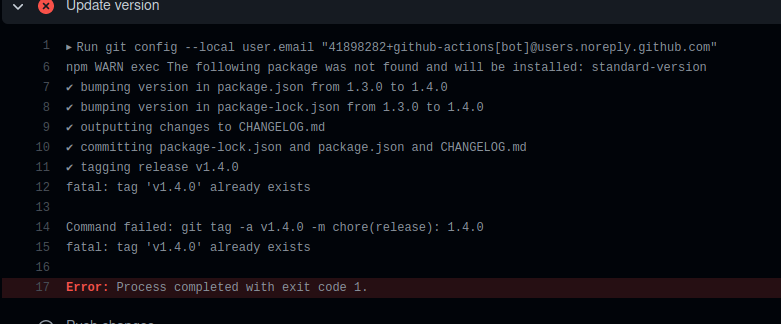 Update version
1 Run git config --local user.email "41898282+github-actions[bot]@users.noreply.github.com"
6 npm WARN exec The following package was not found and will be installed: standard-version
7 ✔ bumping version in package.json from 1.3.0 to 1.4.0
8 ✔ bumping version in package-lock.json from 1.3.0 to 1.4.0
9 ✔ outputting changes to CHANGELOG.md
10 ✔ committing package-lock.json and package.json and CHANGELOG.md
11 ✔ tagging release v1.4.0
12 fatal: tag 'v1.4.0' already exists
13
14 Command failed: git tag -a v1.4.0 -m chore(release): 1.4.0
15 fatal: tag 'v1.4.0' already exists
16
17 Error: Process completed with exit code 1.
Push changes